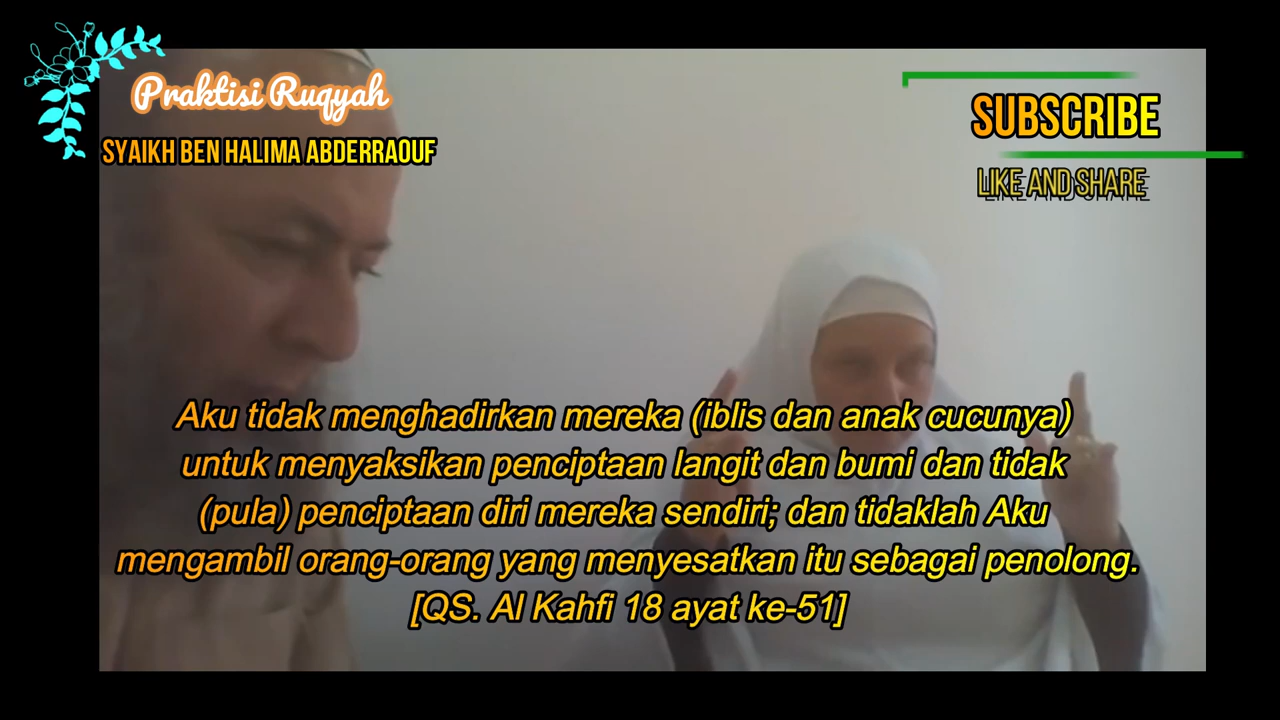 Praktisi Ruqyah
SYAIKH BEN HALIMA ABDERRAOUF
SUBSCRIBE
LIKE AND SHARE
Aku tidak menghadirkan mereka (iblis dan anak cucunya)
untuk menyaksikan penciptaan langit dan bumi dan tidak
(pula) penciptaan diri mereka sendiri; dan tidaklah Aku
mengambil orang-orang yang menyesatkan itu sebagai penolong.
[QS. Al Kahfi 18 ayat ke-51]